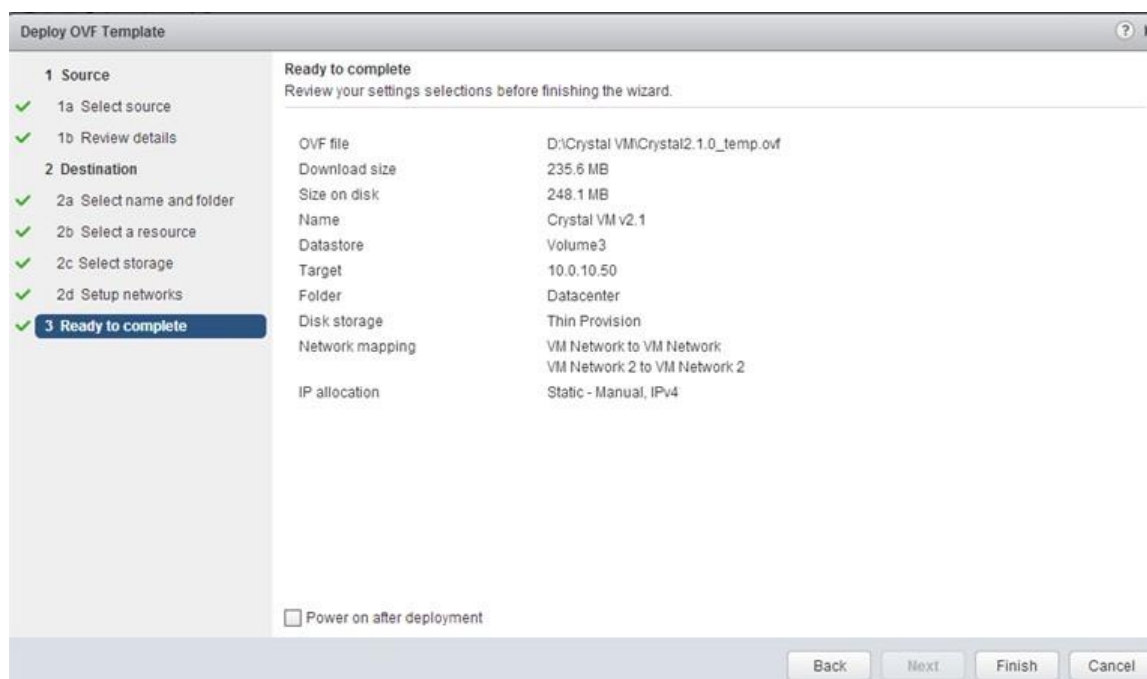 Deploy OVF Template
?
1 Source
1a Select source
1b Review details
2 Destination
2a Select name and folder
2b Select a resource
2c Select storage
2d Setup networks
3 Ready to complete
Ready to complete
Review your settings selections before finishing the wizard.
OVF file D:\Crystal VM\Crystal2.1.0_temp.ovf
Download size 235.6 MB
Size on disk 248.1 MB
Name Crystal VM v2.1
Datastore Volume3
Target 10.0.10.50
Folder Datacenter
Disk storage Thin Provision
Network mapping VM Network to VM Network
VM Network 2 to VM Network 2
IP allocation Static - Manual, IPv4
Power on after deployment
Back Next Finish Cancel